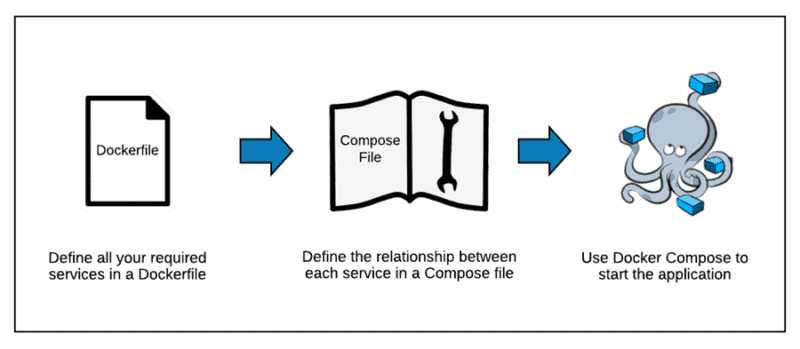 Dockerfile
Compose
File
Define all your required
services in a Dockerfile
Define the relationship between
each service in a Compose file
Use Docker Compose to
start the application